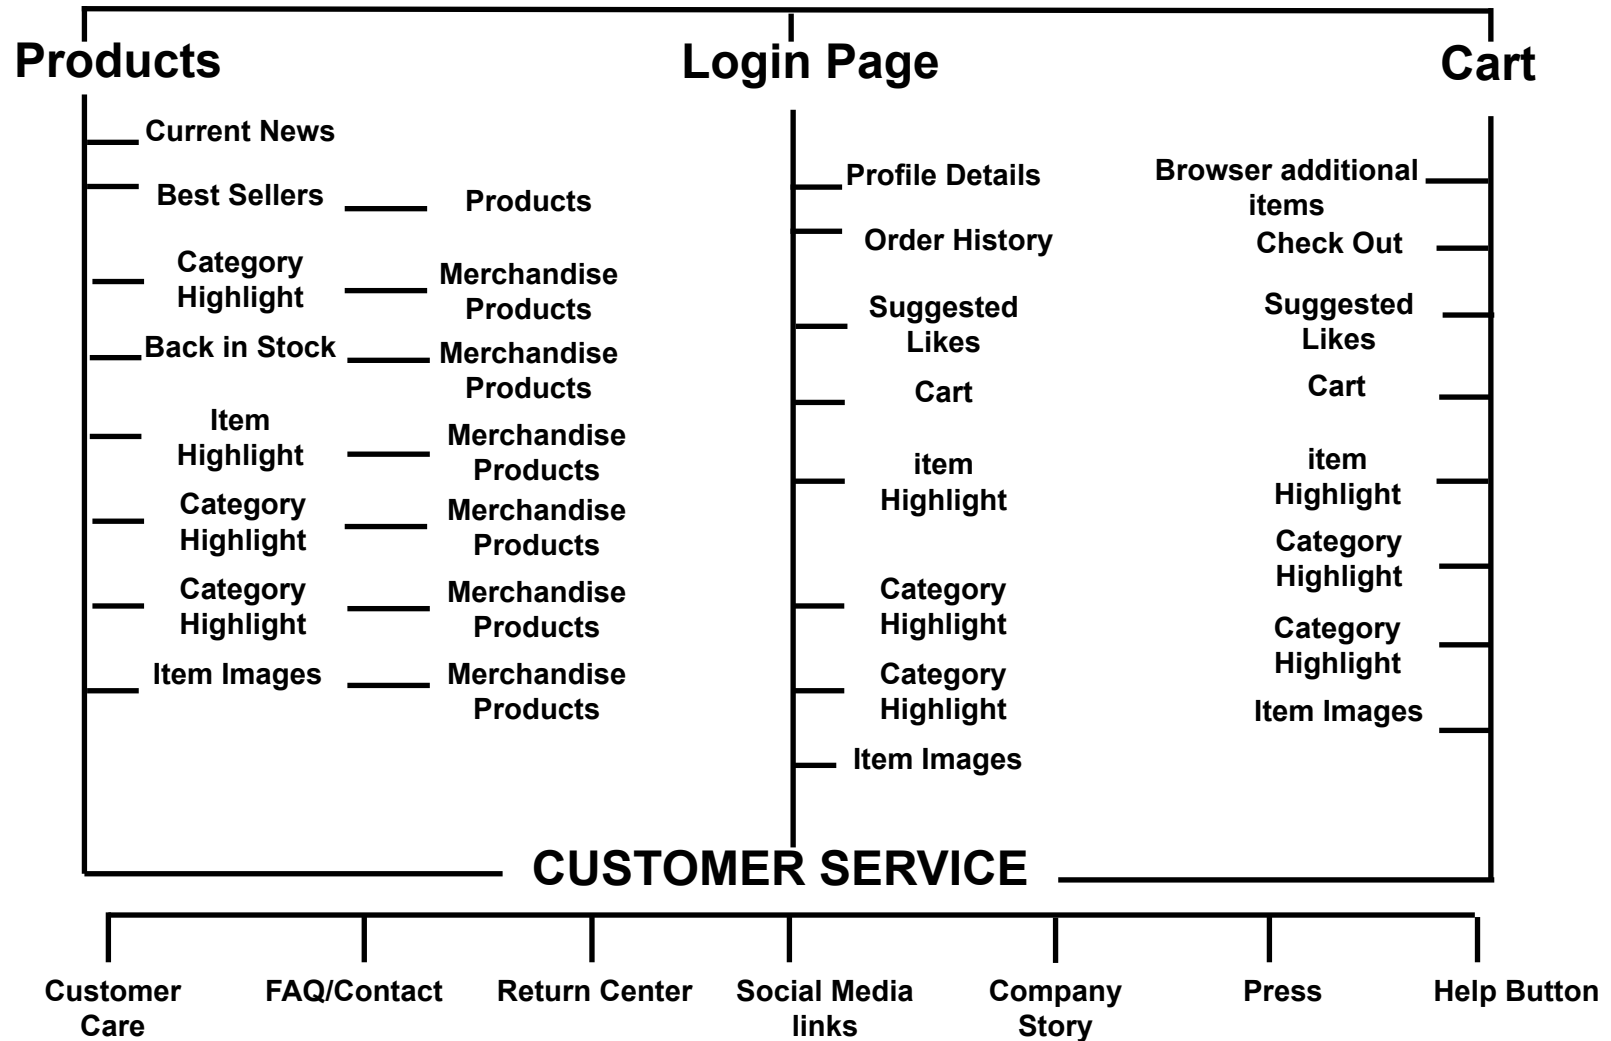 Products
Login Page
Cart
Current News
Best Sellers
Products
Category
Highlight
Merchandise
Products
Back in Stock
Merchandise
Products
Item
Highlight
Merchandise
Products
Category
Highlight
Merchandise
Products
Category
Highlight
Merchandise
Products
Item Images
Merchandise
Products
Profile Details
Order History
Suggested
Likes
Cart
item
Highlight
Category
Highlight
Category
Highlight
Item Images
Browser additional
items
Check Out
Suggested
Likes
Cart
item
Highlight
Category
Highlight
Category
Highlight
Item Images
CUSTOMER SERVICE
Customer
Care
FAQ/Contact
Return Center
Social Media
links
Company
Story
Press
Help Button